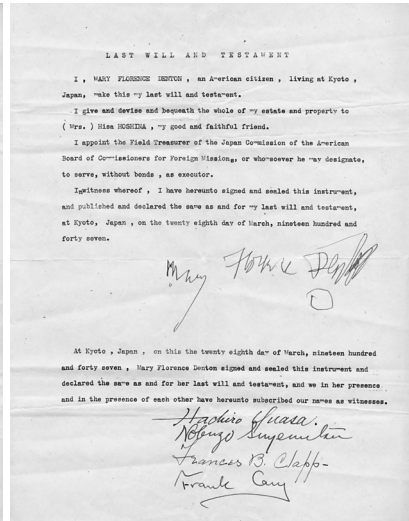 LAST WILL AND TESTAMENT
I , MARY FLORENCE DENTON , an American citizen , living at Kyoto ,
Japan, make this my last will and testament.
I give and devise and bequeath the whole of my estate and property to
( Mrs. ) Hisa HOSHINA , my good and faithful friend.
I appoint the Field Treasurer of the Japan Commission of the American
Board of Commissioners for Foreign Missions, or whomsoever he may designate,
to serve, without bonds , as executor.
In witness whereof , I have hereunto signed and sealed this instrument,
and published and declared the same as and for my last will and testament,
at Kyoto, Japan , on the twenty eighth day of March, nineteen hundred and
forty seven.
Mary Florence Denton
At Kyoto , Japan , on this the twenty eighth day of March, nineteen hundred
and forty seven , Mary Florence Denton signed and sealed this instrument and
declared the same as and for her last will and testament, and we in her presence
and in the presence of each other have hereunto subscribed our names as witnesses.
Hachiro Yuasa.
Frances B. Clapp-
Frank Cary